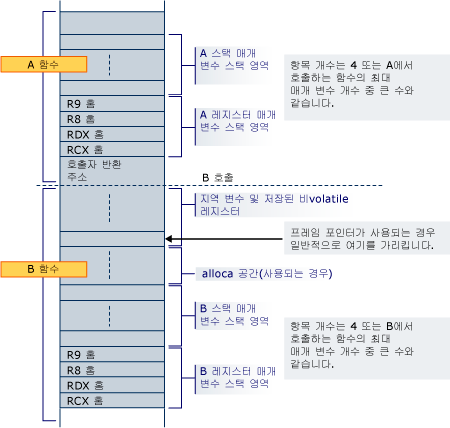 A 함수
A 스택 매개
변수 스택 영역
항목 개수는 4 또는 A에서
호출하는 함수의 최대
매개 변수 개수 중 큰 수와
같습니다.
R9 홈
R8 홈
RDX 홈
RCX 홈
A 레지스터 매개
변수 스택 영역
호출자 반환
주소
B 호출
지역 변수 및 저장된 비volatile
레지스터
프레임 포인터가 사용되는 경우
일반적으로 여기를 가리킵니다.
B 함수
alloca 공간(사용되는 경우)
B 스택 매개
변수 스택 영역
항목 개수는 4 또는 B에서
호출하는 함수의 최대
매개 변수 개수 중 큰 수와
같습니다.
R9 홈
R8 홈
RDX 홈
RCX 홈
B 레지스터 매개
변수 스택 영역